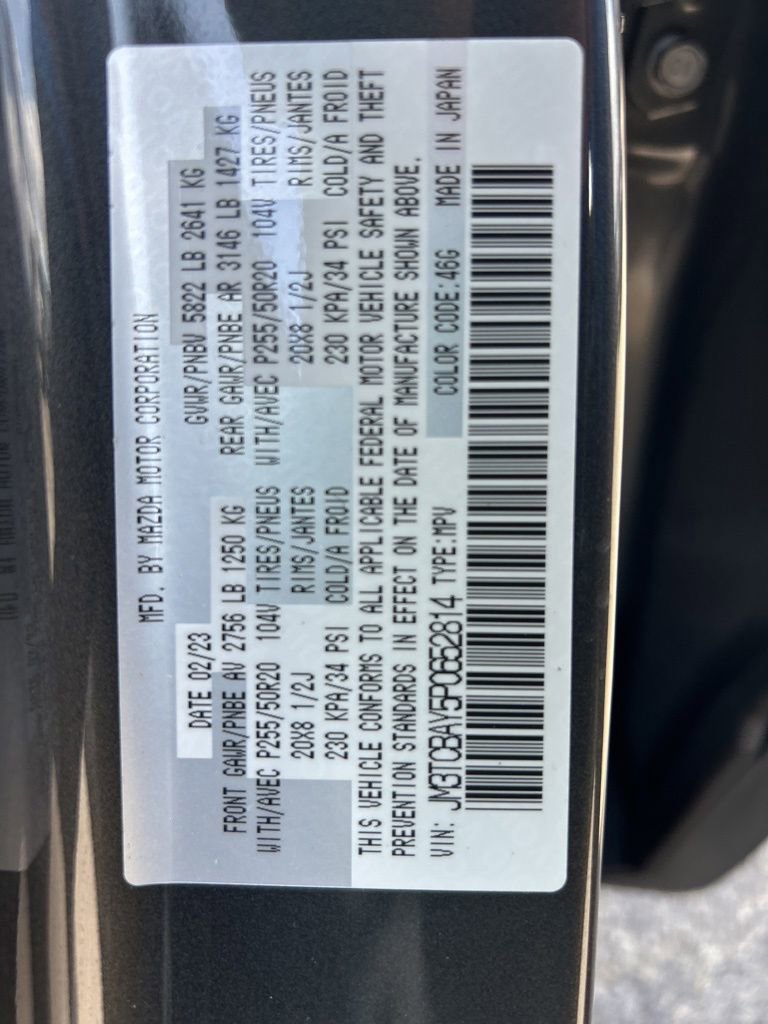 MFD. BY MAZDA MOTOR CORPORATION
DATE 02/23 GVWR/PNBV 5822 LB 2641 KG
FRONT GAWR/PNBE AV 2756 LB 1250 KG REAR GAWR/PNBE AR 3146 LB 1427 KG
WITH/AVEC P255/50R20 104V TIRES/PNEUS WITH/AVEC P255/50R20 104V TIRES/PNEUS
20X8 1/2J RIMS/JANTES 20X8 1/2J RIMS/JANTES
230 KPA/34 PSI COLD/A FROID 230 KPA/34 PSI COLD/A FROID
THIS VEHICLE CONFORMS TO ALL APPLICABLE FEDERAL MOTOR VEHICLE SAFETY AND THEFT
PREVENTION STANDARDS IN EFFECT ON THE DATE OF MANUFACTURE SHOWN ABOVE.
VIN: JM3TCBAY5P0652814 TYPE:MPV COLOR CODE:46G MADE IN JAPAN